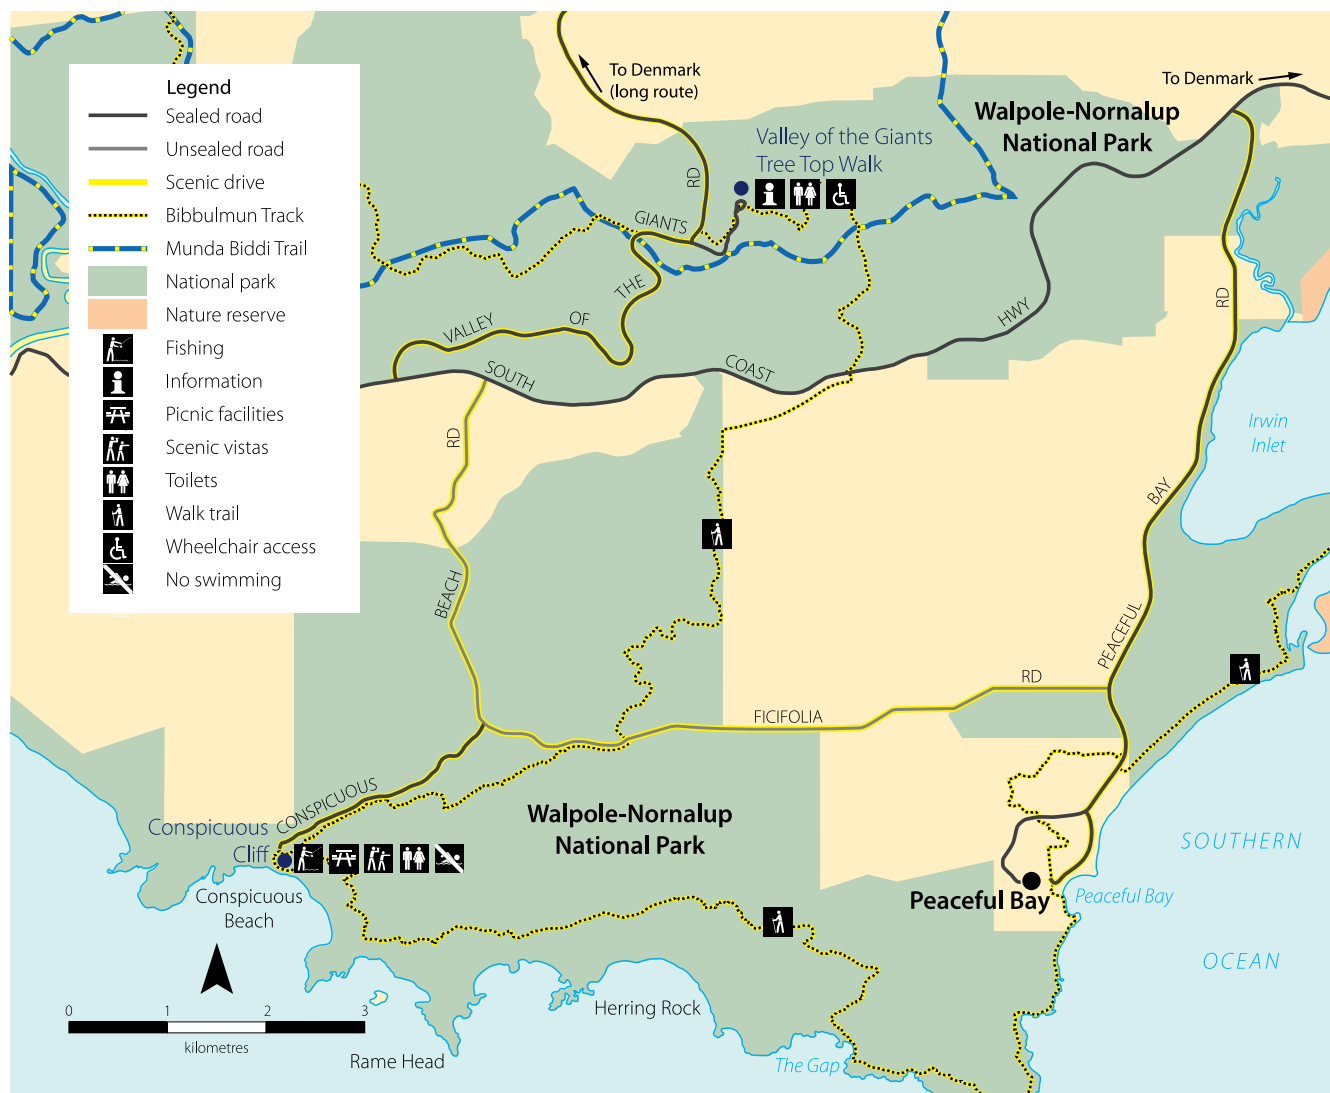 Legend
Sealed road
Unsealed road
Scenic drive
Bibbulmun Track
Munda Biddi Trail
National park
Nature reserve
Fishing
Information
Picnic facilities
Scenic vistas
Toilets
Walk trail
Wheelchair access
No swimming
To Denmark
(long route)
To Denmark
Walpole-Nornalup
National Park
Valley of the Giants
Tree Top Walk
RD
GIANTS
THE
OF
VALLEY
SOUTH
COAST
HWY
RD
BAY
PEACEFUL
Irwin
Inlet
RD
BEACH
CONSPICUOUS
RD
FICIFOLIA
Walpole-Nornalup
National Park
Conspicuous
Cliff
Conspicuous
Beach
Peaceful Bay
Peaceful Bay
SOUTHERN
OCEAN
Herring Rock
Rame Head
The Gap
0 1 2 3
kilometres